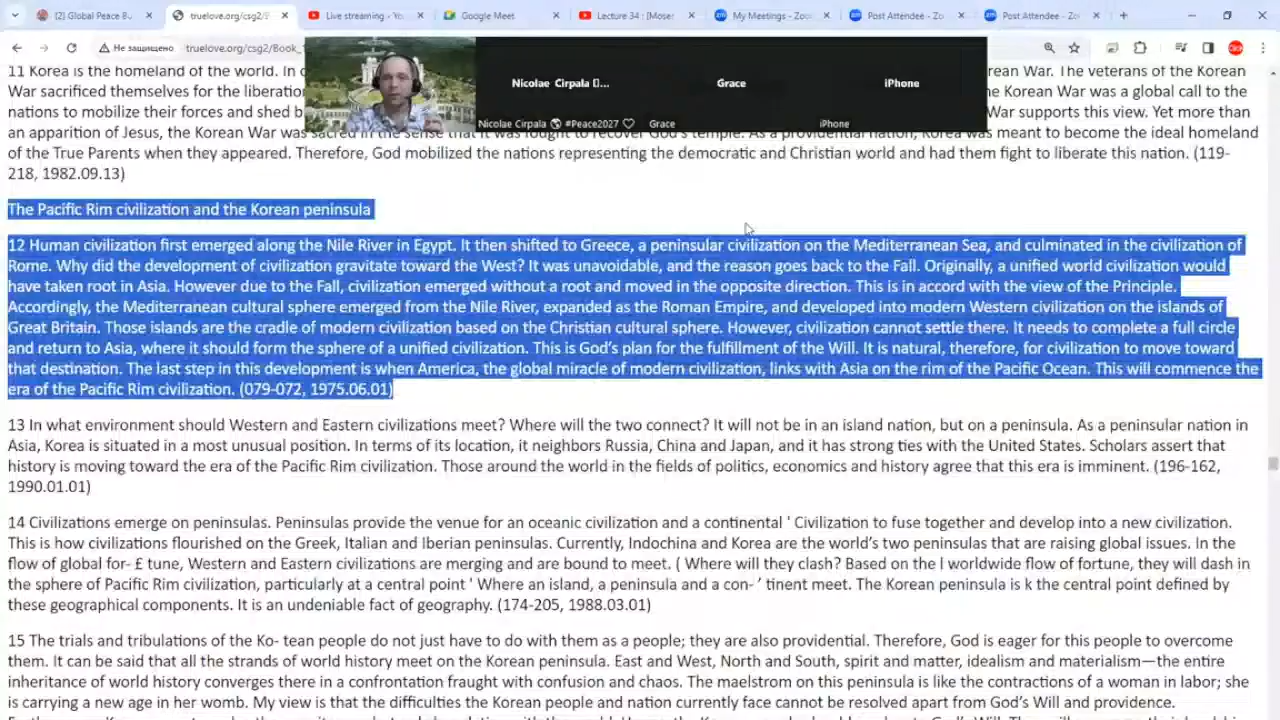 (2) Global Peace Bu
truelove.org/csg2/B
Live streaming - Yo
Google Meet
Lecture 34 : [Moser
My Meetings - Zoo
Post Attendee - Zo
Post Attendee - Zo
Не защищено
truelove.org/csg2/Book_
11 Korea is the homeland of the world. In rean War. The veterans of the Korean
War sacrificed themselves for the liberation he Korean War was a global call to the
nations to mobilize their forces and shed b War supports this view. Yet more than
an apparition of Jesus, the Korean War was sacred in the sense that it was fought to recover God's temple. As a providential nation, Korea was meant to become the ideal homeland
of the True Parents when they appeared. Therefore, God mobilized the nations representing the democratic and Christian world and had them fight to liberate this nation. (119-
218, 1982.09.13)
Nicolae Cirpala (...
Grace
iPhone
Nicolae Cirpala #Peace2027
Grace
iPhone
The Pacific Rim civilization and the Korean peninsula
12 Human civilization first emerged along the Nile River in Egypt. It then shifted to Greece, a peninsular civilization on the Mediterranean Sea, and culminated in the civilization of
Rome. Why did the development of civilization gravitate toward the West? It was unavoidable, and the reason goes back to the Fall. Originally, a unified world civilization would
have taken root in Asia. However due to the Fall, civilization emerged without a root and moved in the opposite direction. This is in accord with the view of the Principle.
Accordingly, the Mediterranean cultural sphere emerged from the Nile River, expanded as the Roman Empire, and developed into modern Western civilization on the islands of
Great Britain. Those islands are the cradle of modern civilization based on the Christian cultural sphere. However, civilization cannot settle there. It needs to complete a full circle
and return to Asia, where it should form the sphere of a unified civilization. This is God's plan for the fulfillment of the Will. It is natural, therefore, for civilization to move toward
that destination. The last step in this development is when America, the global miracle of modern civilization, links with Asia on the rim of the Pacific Ocean. This will commence the
era of the Pacific Rim civilization. (079-072, 1975.06.01)
13 In what environment should Western and Eastern civilizations meet? Where will the two connect? It will not be in an island nation, but on a peninsula. As a peninsular nation in
Asia, Korea is situated in a most unusual position. In terms of its location, it neighbors Russia, China and Japan, and it has strong ties with the United States. Scholars assert that
history is moving toward the era of the Pacific Rim civilization. Those around the world in the fields of politics, economics and history agree that this era is imminent. (196-162,
1990.01.01)
14 Civilizations emerge on peninsulas. Peninsulas provide the venue for an oceanic civilization and a continental ' Civilization to fuse together and develop into a new civilization.
This is how civilizations flourished on the Greek, Italian and Iberian peninsulas. Currently, Indochina and Korea are the world's two peninsulas that are raising global issues. In the
flow of global for- £ tune, Western and Eastern civilizations are merging and are bound to meet. ( Where will they clash? Based on the l worldwide flow of fortune, they will dash in
the sphere of Pacific Rim civilization, particularly at a central point ' Where an island, a peninsula and a con- ' tinent meet. The Korean peninsula is k the central point defined by
these geographical components. It is an undeniable fact of geography. (174-205, 1988.03.01)
15 The trials and tribulations of the Ko- tean people do not just have to do with them as a people; they are also providential. Therefore, God is eager for this people to overcome
them. It can be said that all the strands of world history meet on the Korean peninsula. East and West, North and South, spirit and matter, idealism and materialism—the entire
inheritance of world history converges there in a confrontation fraught with confusion and chaos. The maelstrom on this peninsula is like the contractions of a woman in labor; she
is carrying a new age in her womb. My view is that the difficulties the Korean people and nation currently face cannot be resolved apart from God's Will and providence.